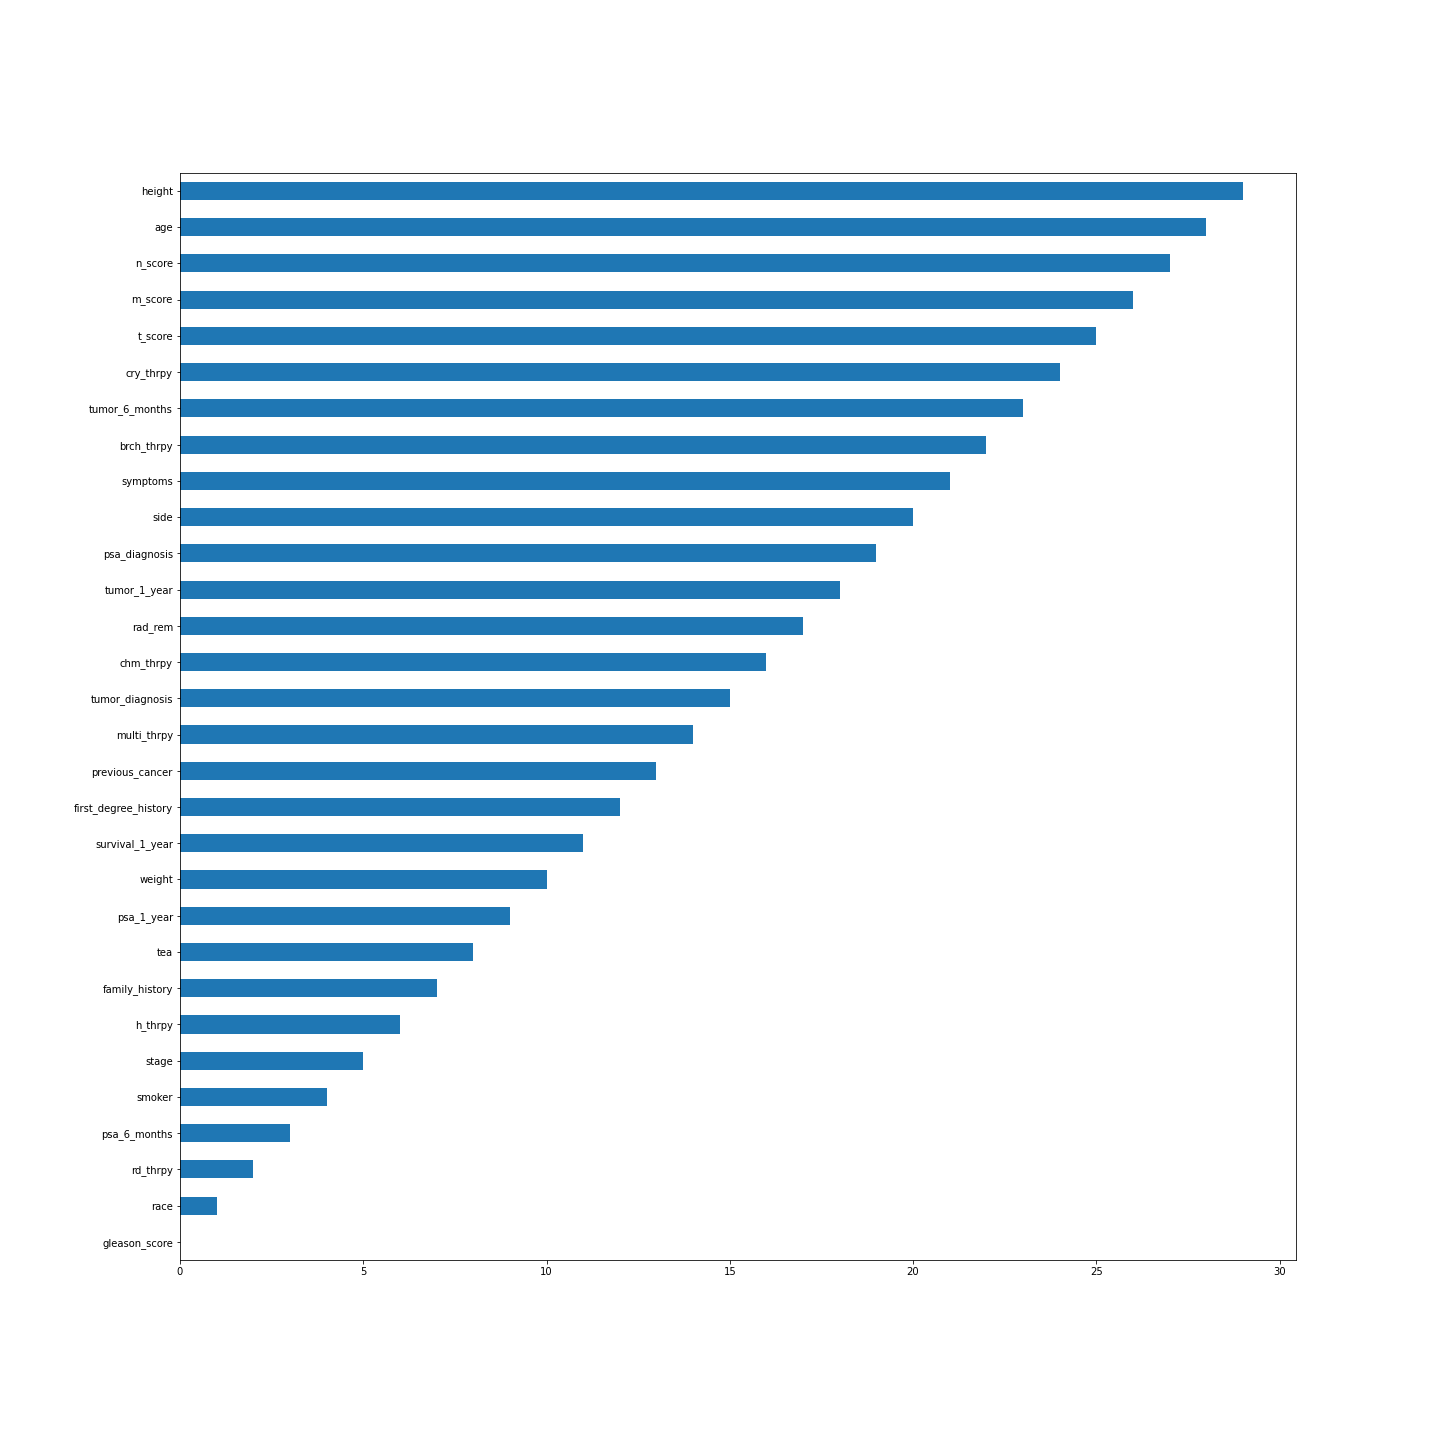 height
age
n_score
m_score
t_score
cry_thrpy
tumor_6_months
brch_thrpy
symptoms
side
psa_diagnosis
tumor_1_year
rad_rem
chm_thrpy
tumor_diagnosis
multi_thrpy
previous_cancer
first_degree_history
survival_1_year
weight
psa_1_year
tea
family_history
h_thrpy
stage
smoker
psa_6_months
rd_thrpy
race
gleason_score
0 5 10 15 20 25 30